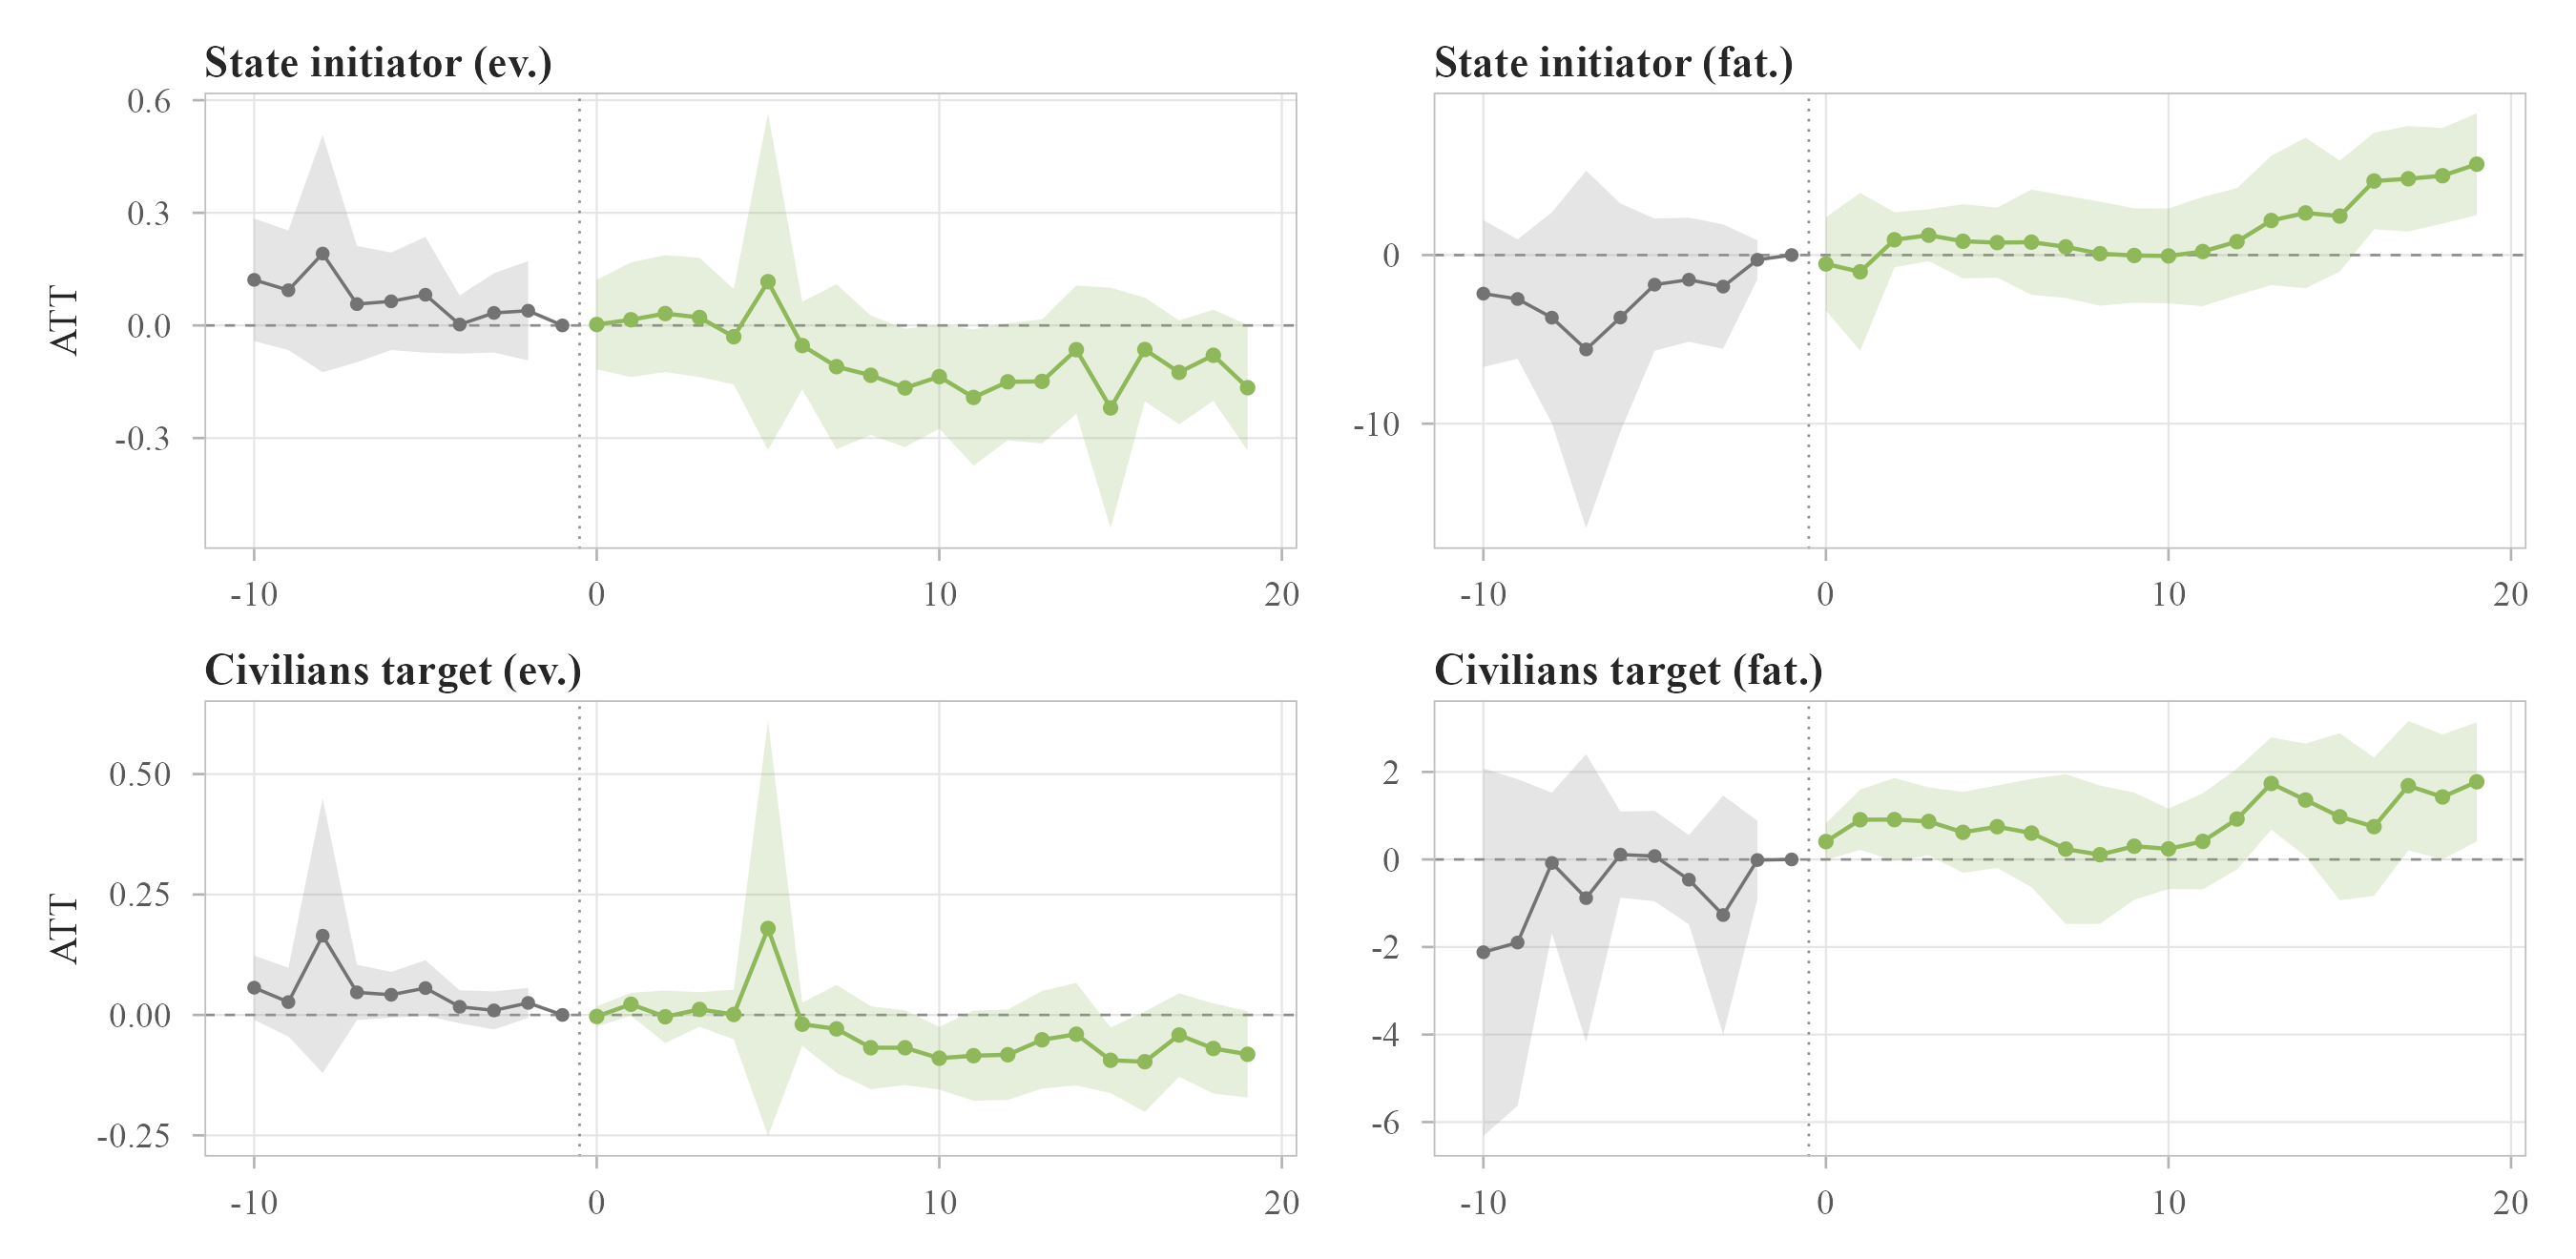 State initiator (ev.)
0.6
0.3
0.0
-0.3
ATT
-10 0 10 20
State initiator (fat.)
0
-10
-10 0 10 20
Civilians target (ev.)
0.50
0.25
0.00
-0.25
ATT
-10 0 10 20
Civilians target (fat.)
2
0
-2
-4
-6
-10 0 10 20